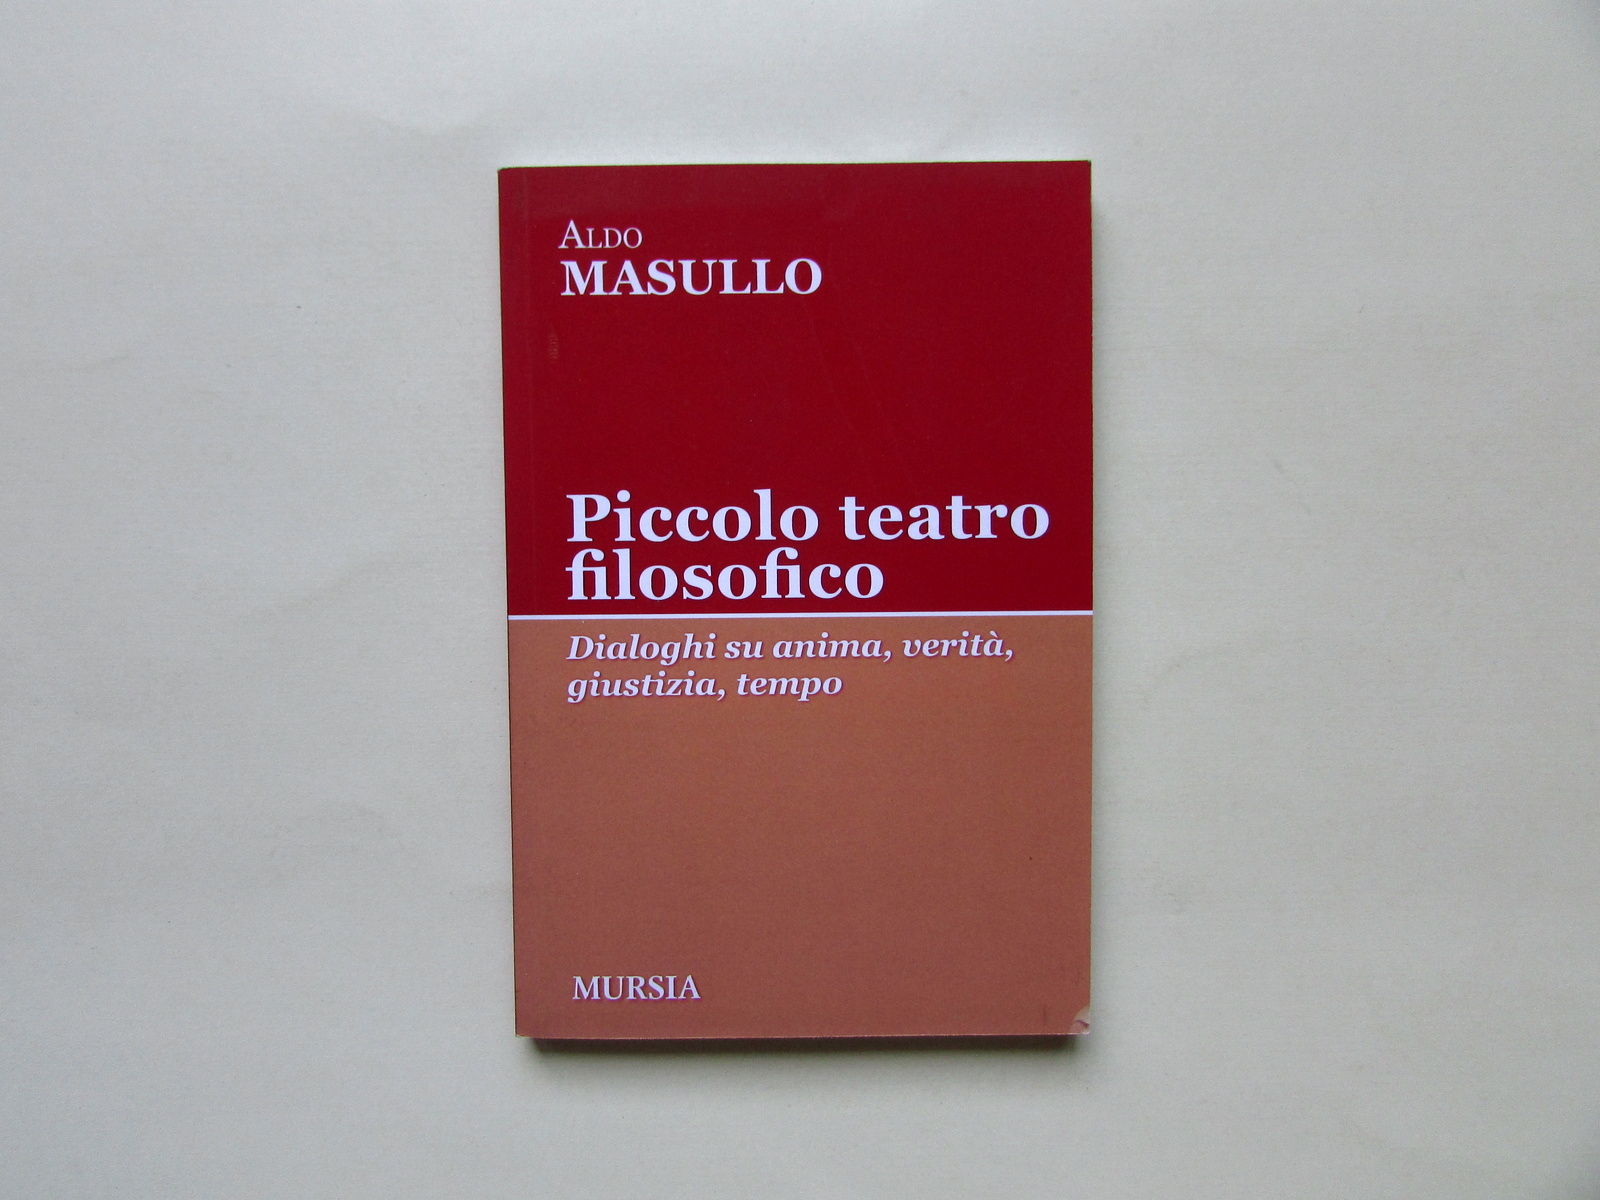 ALDO
MASULLO
Piccolo teatro
filosofico
Dialoghi su anima, verità,
giustizia, tempo
MURSIA